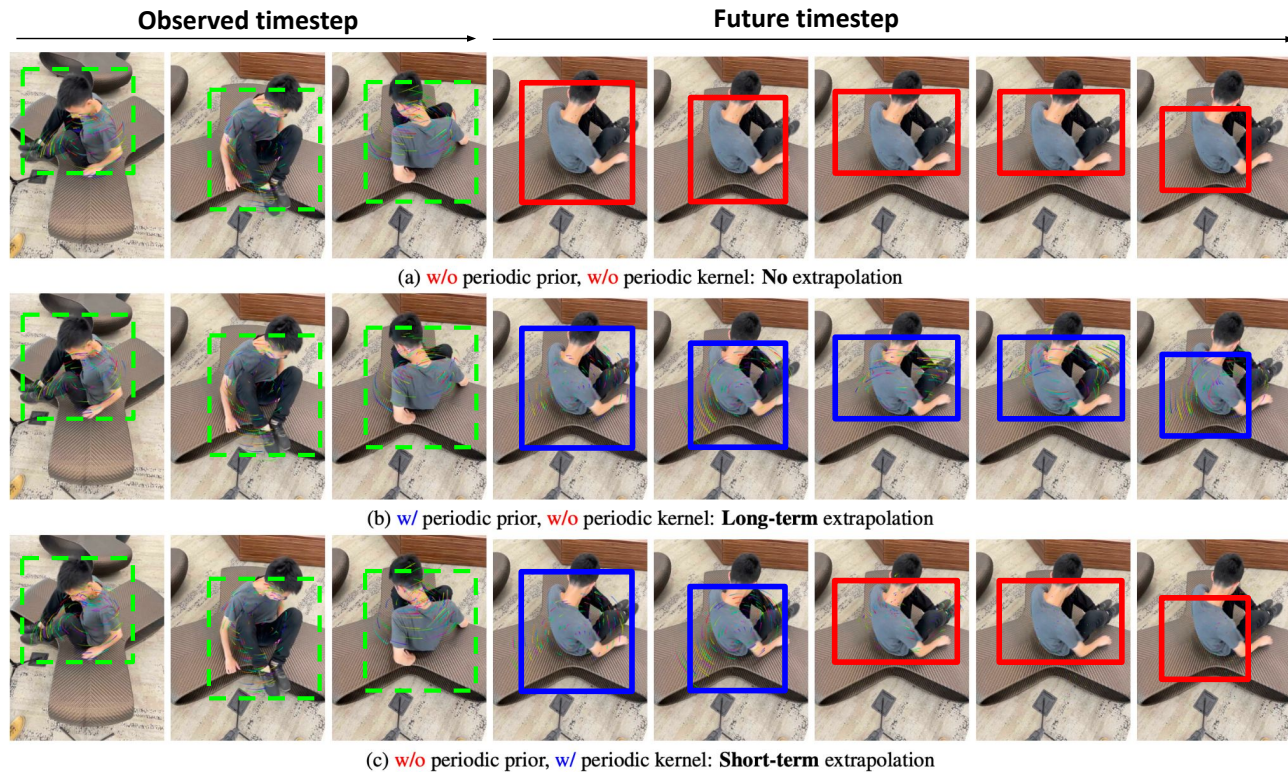 Observed timestep
Future timestep
(a) w/o periodic prior, w/o periodic kernel: No extrapolation
(b) w/ periodic prior, w/o periodic kernel: Long-term extrapolation
(c) w/o periodic prior, w/ periodic kernel: Short-term extrapolation